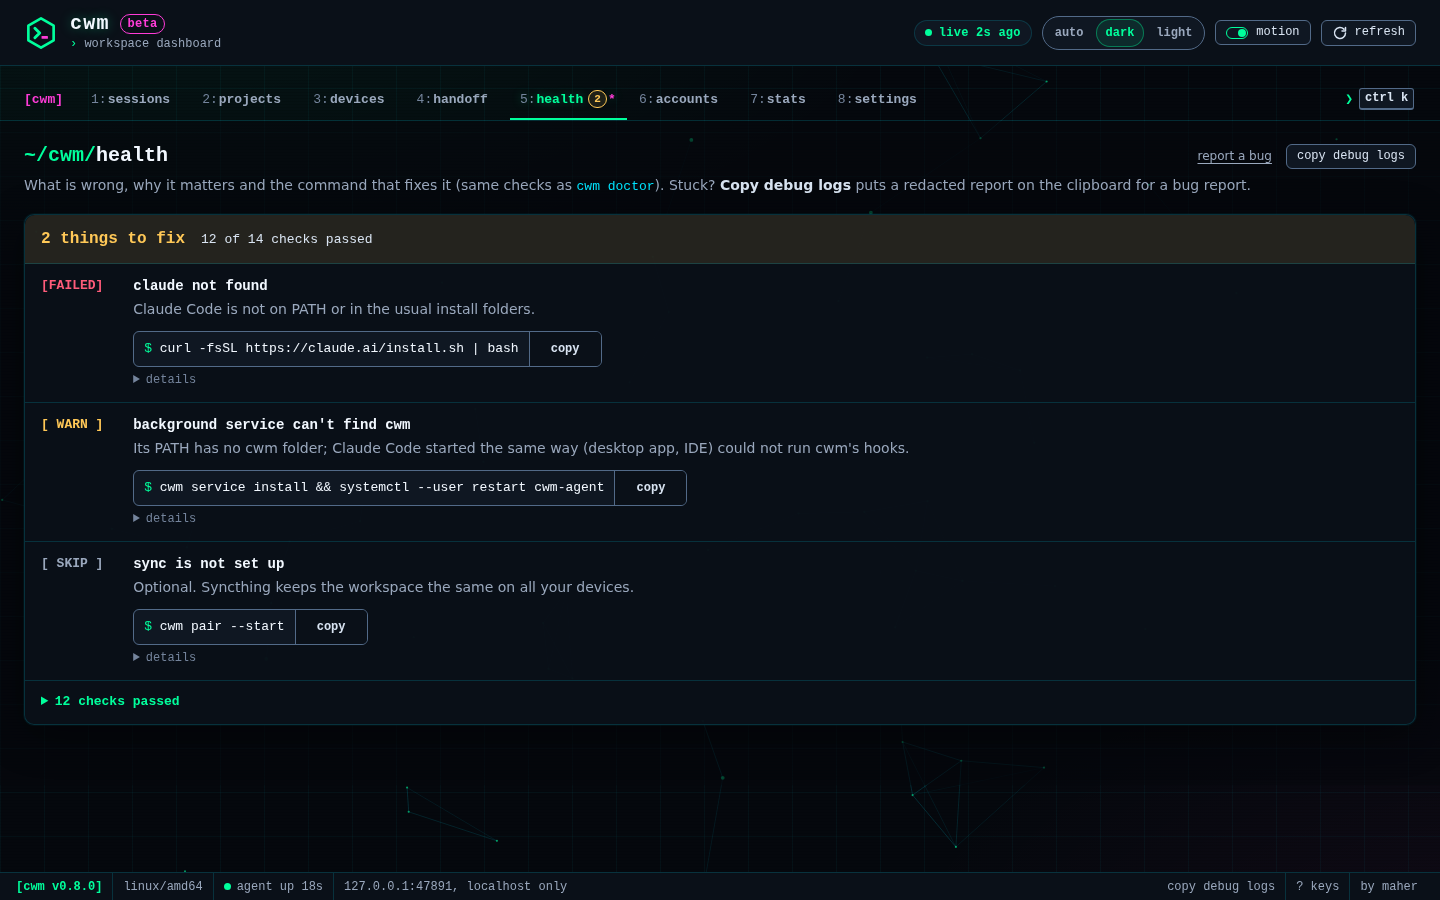 cwm beta
› workspace dashboard
live 2s ago
auto dark light
motion
refresh
[cwm] 1:sessions 2:projects 3:devices 4:handoff 5:health 2 * 6:accounts 7:stats 8:settings
❯ ctrl k
~/cwm/health
report a bug
copy debug logs
What is wrong, why it matters and the command that fixes it (same checks as cwm doctor). Stuck? Copy debug logs puts a redacted report on the clipboard for a bug report.
2 things to fix 12 of 14 checks passed
[FAILED] claude not found
Claude Code is not on PATH or in the usual install folders.
$ curl -fsSL https://claude.ai/install.sh | bash copy
details
[ WARN ] background service can't find cwm
Its PATH has no cwm folder; Claude Code started the same way (desktop app, IDE) could not run cwm's hooks.
$ cwm service install && systemctl --user restart cwm-agent copy
details
[ SKIP ] sync is not set up
Optional. Syncthing keeps the workspace the same on all your devices.
$ cwm pair --start copy
details
12 checks passed
[cwm v0.8.0] linux/amd64 agent up 18s 127.0.0.1:47891, localhost only copy debug logs ? keys by maher